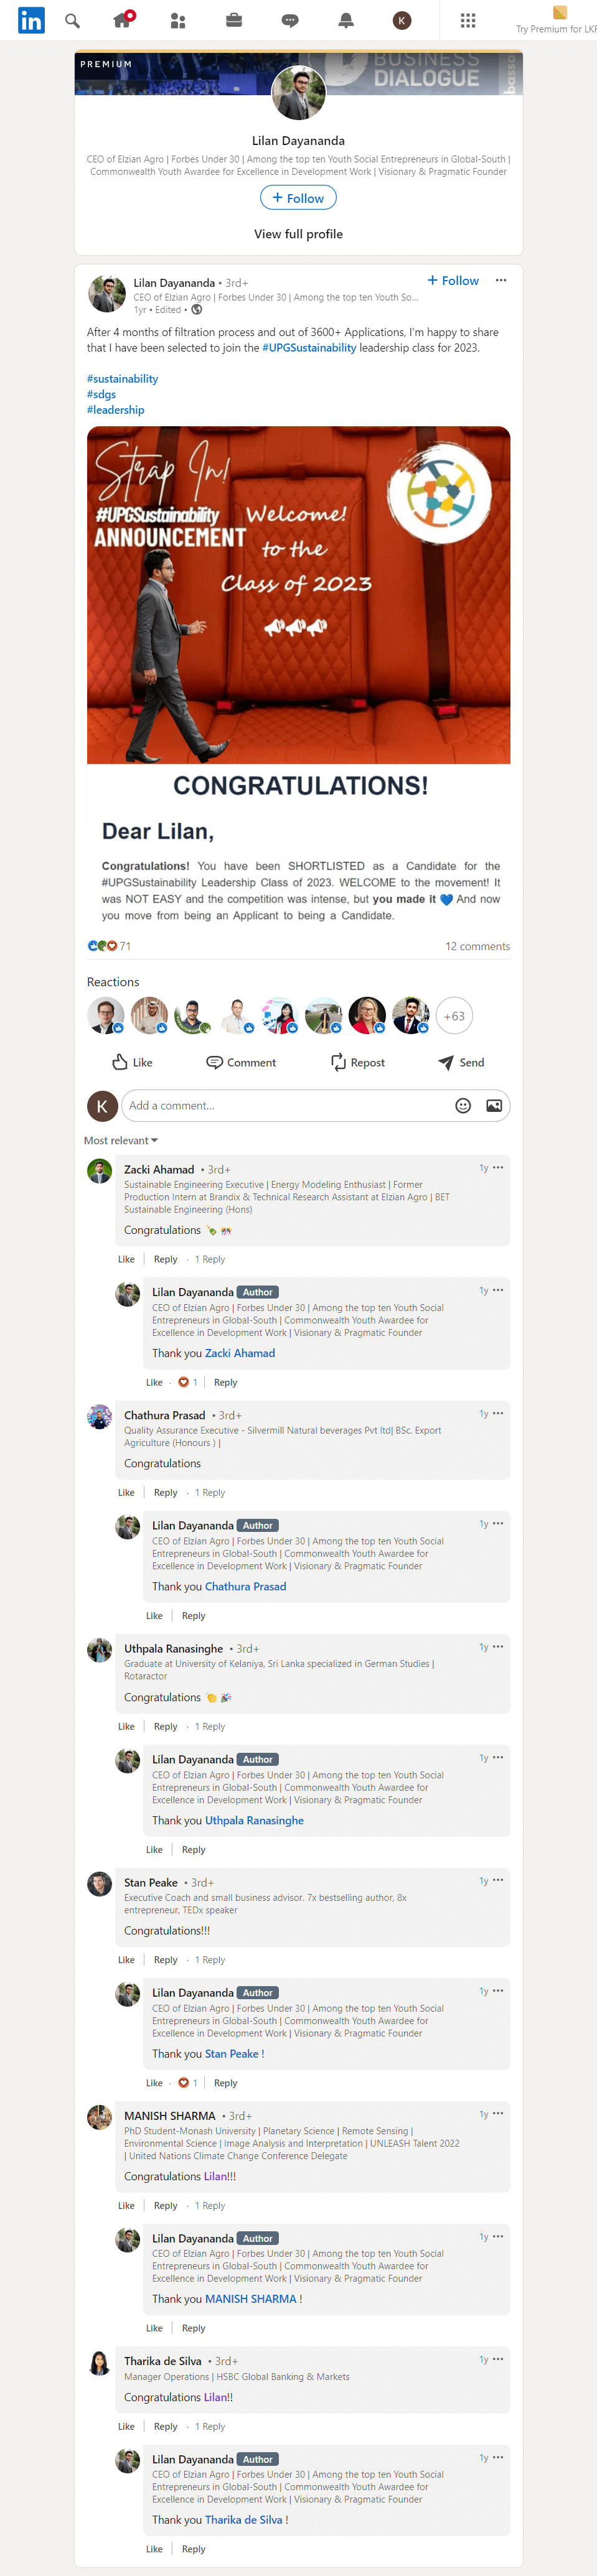 in
K
Try Premium for LKR
PREMIUM
BUSINESS
DIALOGUE
Lilan Dayananda
CEO of Elzian Agro | Forbes Under 30 | Among the top ten Youth Social Entrepreneurs in Global-South |
Commonwealth Youth Awardee for Excellence in Development Work | Visionary & Pragmatic Founder
+ Follow
View full profile
Lilan Dayananda • 3rd+
+ Follow
CEO of Elzian Agro | Forbes Under 30 | Among the top ten Youth So...
1yr • Edited •
After 4 months of filtration process and out of 3600+ Applications, I'm happy to share
that I have been selected to join the #UPGSustainability leadership class for 2023.
#sustainability
#sdgs
#leadership
Strap In!
#UPGSustainability
ANNOUNCEMENT
Welcome!
to the
Class of 2023
CONGRATULATIONS!
Dear Lilan,
Congratulations! You have been SHORTLISTED as a Candidate for the
#UPGSustainability Leadership Class of 2023. WELCOME to the movement! It
was NOT EASY and the competition was intense, but you made it 💙 And now
you move from being an Applicant to being a Candidate.
71
12 comments
Reactions
+63
Like
Comment
Repost
Send
K
Add a comment...
Most relevant
Zacki Ahamad • 3rd+
1y
Sustainable Engineering Executive | Energy Modeling Enthusiast | Former
Production Intern at Brandix & Technical Research Assistant at Elzian Agro | BET
Sustainable Engineering (Hons)
Congratulations 🍾 🎊
Like | Reply · 1 Reply
Lilan Dayananda Author
1y
CEO of Elzian Agro | Forbes Under 30 | Among the top ten Youth Social
Entrepreneurs in Global-South | Commonwealth Youth Awardee for
Excellence in Development Work | Visionary & Pragmatic Founder
Thank you Zacki Ahamad
Like · 1 | Reply
Chathura Prasad • 3rd+
1y
Quality Assurance Executive - Silvermill Natural beverages Pvt ltd| BSc. Export
Agriculture (Honours ) |
Congratulations
Like | Reply · 1 Reply
Lilan Dayananda Author
1y
CEO of Elzian Agro | Forbes Under 30 | Among the top ten Youth Social
Entrepreneurs in Global-South | Commonwealth Youth Awardee for
Excellence in Development Work | Visionary & Pragmatic Founder
Thank you Chathura Prasad
Like | Reply
Uthpala Ranasinghe • 3rd+
1y
Graduate at University of Kelaniya, Sri Lanka specialized in German Studies |
Rotaractor
Congratulations 👏 🎉
Like | Reply · 1 Reply
Lilan Dayananda Author
1y
CEO of Elzian Agro | Forbes Under 30 | Among the top ten Youth Social
Entrepreneurs in Global-South | Commonwealth Youth Awardee for
Excellence in Development Work | Visionary & Pragmatic Founder
Thank you Uthpala Ranasinghe
Like | Reply
Stan Peake • 3rd+
1y
Executive Coach and small business advisor. 7x bestselling author, 8x
entrepreneur, TEDx speaker
Congratulations!!!
Like | Reply · 1 Reply
Lilan Dayananda Author
1y
CEO of Elzian Agro | Forbes Under 30 | Among the top ten Youth Social
Entrepreneurs in Global-South | Commonwealth Youth Awardee for
Excellence in Development Work | Visionary & Pragmatic Founder
Thank you Stan Peake !
Like · 1 | Reply
MANISH SHARMA • 3rd+
1y
PhD Student-Monash University | Planetary Science | Remote Sensing |
Environmental Science | Image Analysis and Interpretation | UNLEASH Talent 2022
| United Nations Climate Change Conference Delegate
Congratulations Lilan!!!
Like | Reply · 1 Reply
Lilan Dayananda Author
1y
CEO of Elzian Agro | Forbes Under 30 | Among the top ten Youth Social
Entrepreneurs in Global-South | Commonwealth Youth Awardee for
Excellence in Development Work | Visionary & Pragmatic Founder
Thank you MANISH SHARMA !
Like | Reply
Tharika de Silva • 3rd+
1y
Manager Operations | HSBC Global Banking & Markets
Congratulations Lilan!!
Like | Reply · 1 Reply
Lilan Dayananda Author
1y
CEO of Elzian Agro | Forbes Under 30 | Among the top ten Youth Social
Entrepreneurs in Global-South | Commonwealth Youth Awardee for
Excellence in Development Work | Visionary & Pragmatic Founder
Thank you Tharika de Silva !
Like | Reply